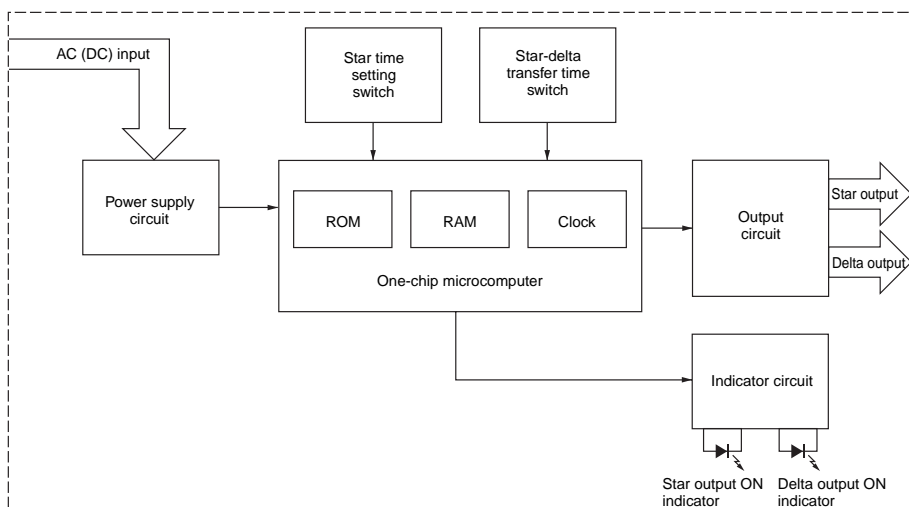 AC (DC) input
Star time
setting
switch
Star-delta
transfer time
switch
Power supply
circuit
ROM
RAM
Clock
One-chip microcomputer
Output
circuit
Star output
Delta output
Indicator circuit
Star output ON
indicator
Delta output ON
indicator